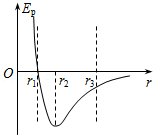 Eₚ
O r₁ r₂ r₃ r